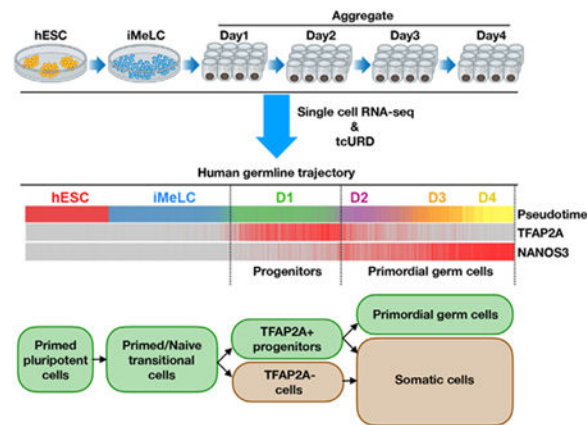 Aggregate
hESC
iMeLC
Day1
Day2
Day3
Day4
Single cell RNA-seq
&
tcURD
Human germline trajectory
hESC
iMeLC
D1
D2
D3
D4
Pseudotime
TFAP2A
NANOS3
Progenitors
Primordial germ cells
Primed
pluripotent
cells
Primed/Naive
transitional
cells
TFAP2A+
progenitors
TFAP2A-
cells
Primordial germ cells
Somatic cells